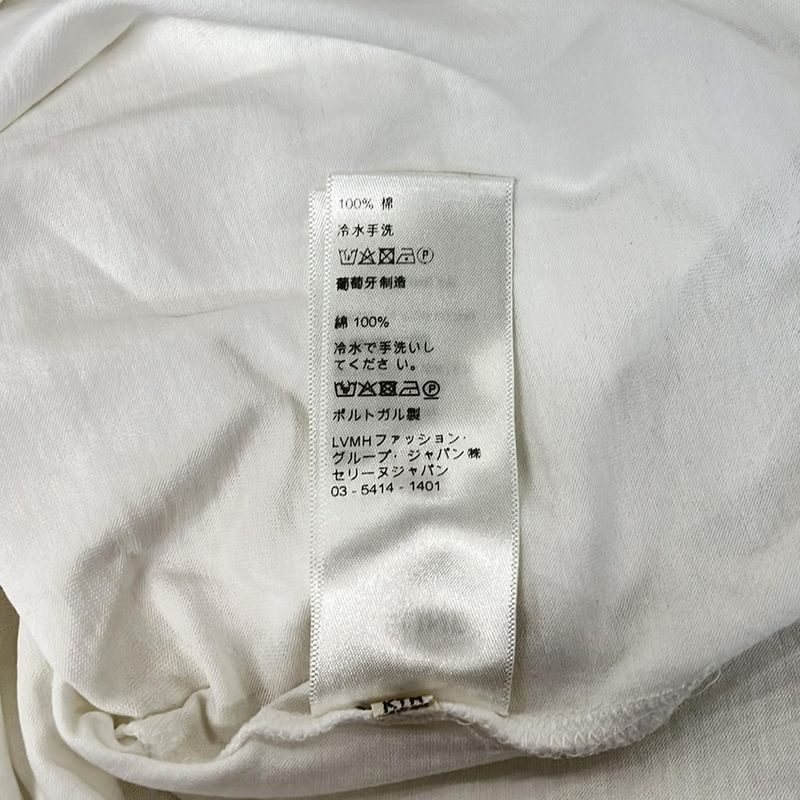 100% 棉
冷水手洗
葡萄牙制造
綿 100%
冷水で手洗いし
てくださ い。
ポルトガル製
LVMHファッション・
グループ・ジャパン㈱
セリーヌジャパン
03 - 5414 - 1401